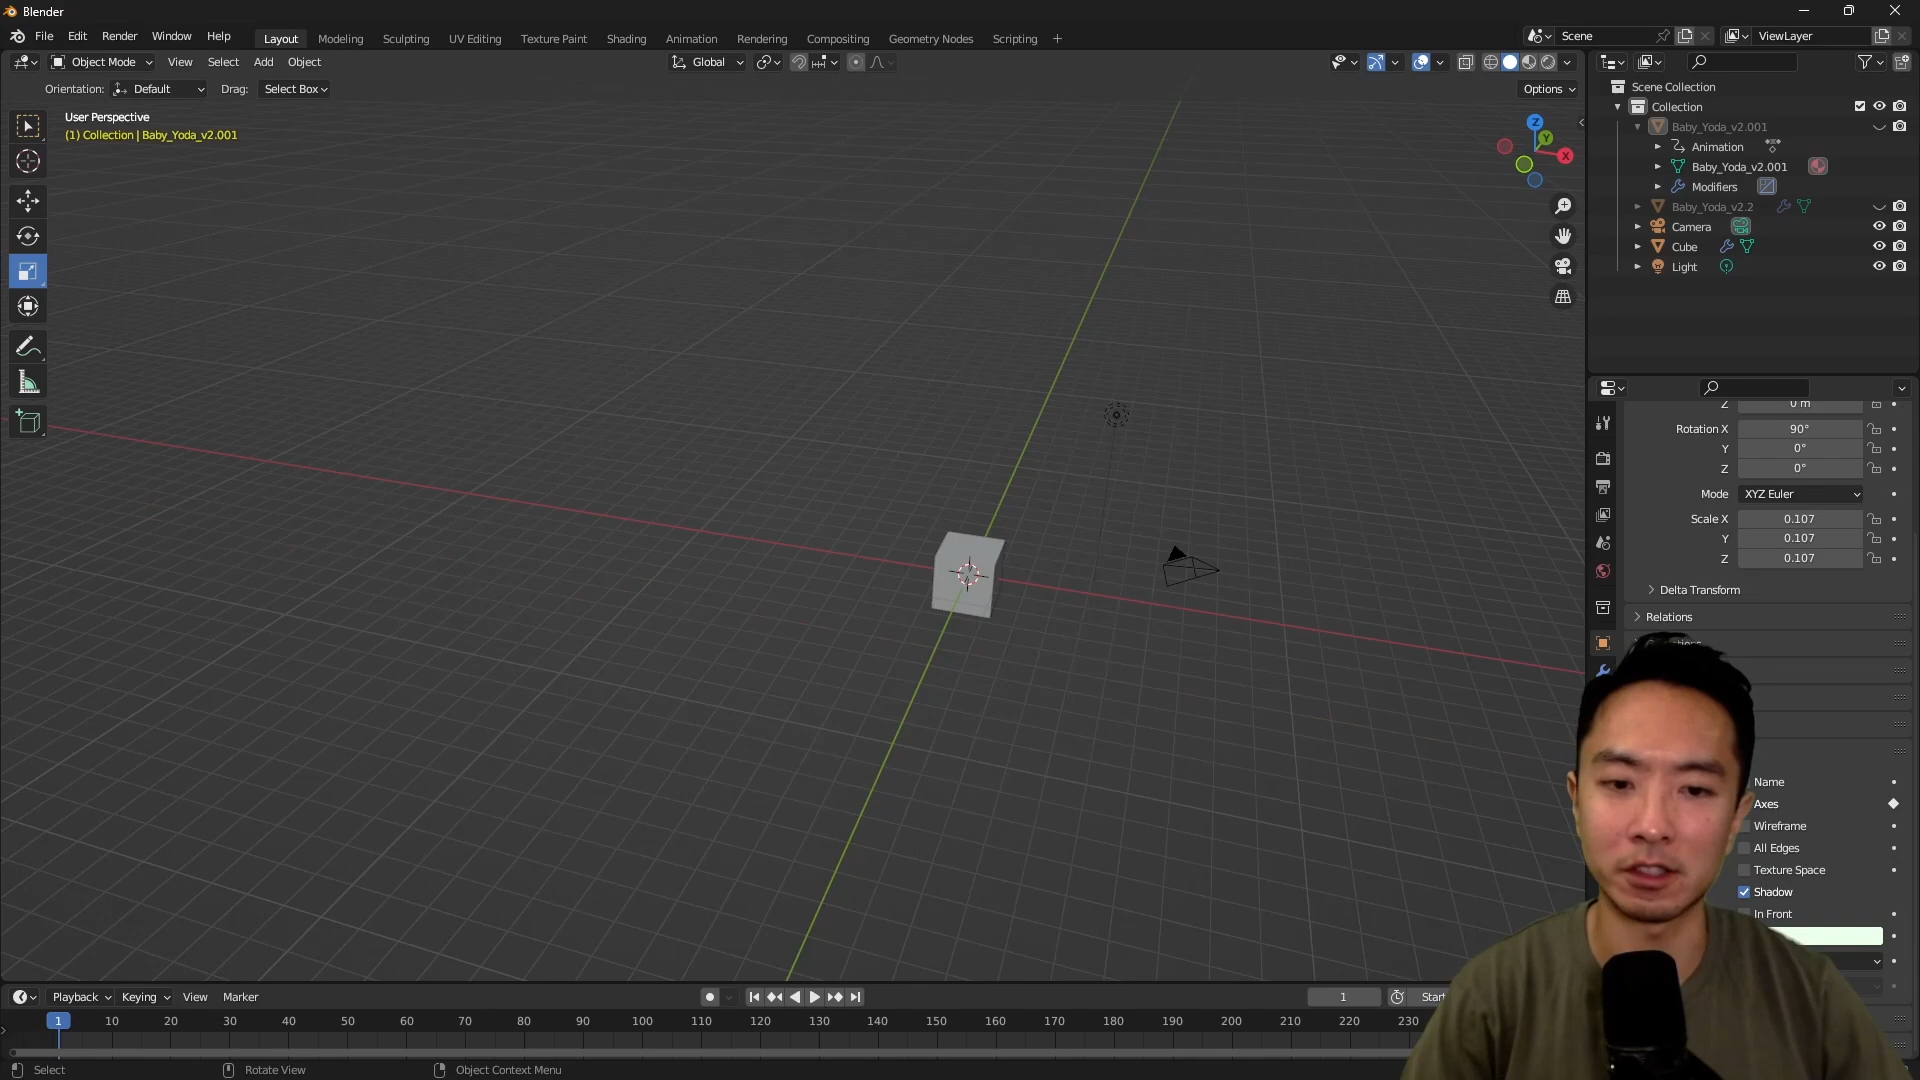 Blender
File Edit Render Window Help Layout Modeling Sculpting UV Editing Texture Paint Shading Animation Rendering Compositing Geometry Nodes Scripting + Scene ViewLayer
Object Mode View Select Add Object Global
Orientation: Default Drag: Select Box Options
User Perspective
(1) Collection | Baby_Yoda_v2.001
Z
Y
X
Scene Collection
Collection
Baby_Yoda_v2.001
Animation
Baby_Yoda_v2.001
Modifiers
Baby_Yoda_v2.2
Camera
Cube
Light
Z 0 m
Rotation X 90°
Y 0°
Z 0°
Mode XYZ Euler
Scale X 0.107
Y 0.107
Z 0.107
Delta Transform
Relations
Name
Axes
Wireframe
All Edges
Texture Space
Shadow
In Front
Playback Keying View Marker 1 Start
1 10 20 30 40 50 60 70 80 90 100 110 120 130 140 150 160 170 180 190 200 210 220 230
Select Rotate View Object Context Menu